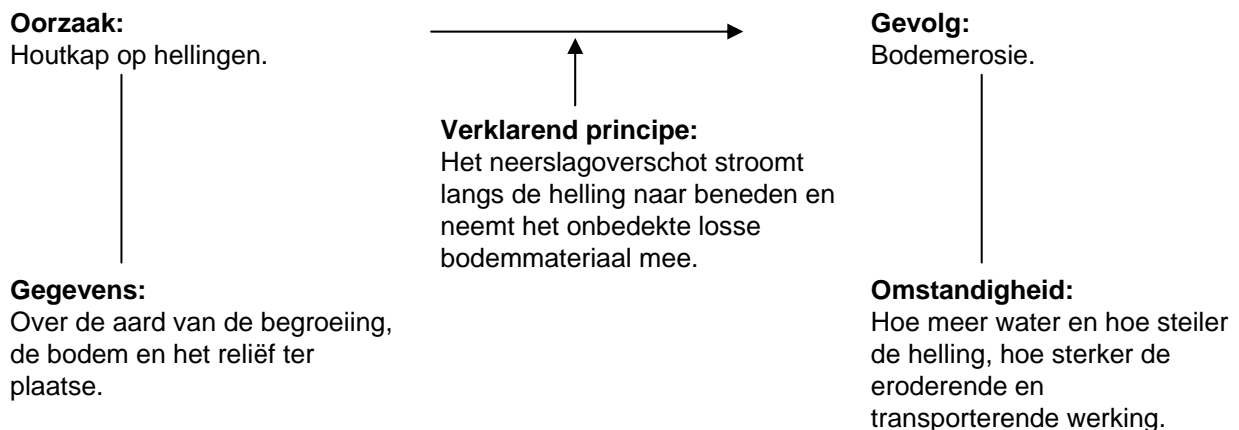 Oorzaak:
Houtkap op hellingen.
Gevolg:
Bodemerosie.
Verklarend principe:
Het neerslagoverschot stroomt
langs de helling naar beneden en
neemt het onbedekte losse
bodemmateriaal mee.
Gegevens:
Over de aard van de begroeiing,
de bodem en het reliëf ter
plaatse.
Omstandigheid:
Hoe meer water en hoe steiler
de helling, hoe sterker de
eroderende en
transporterende werking.